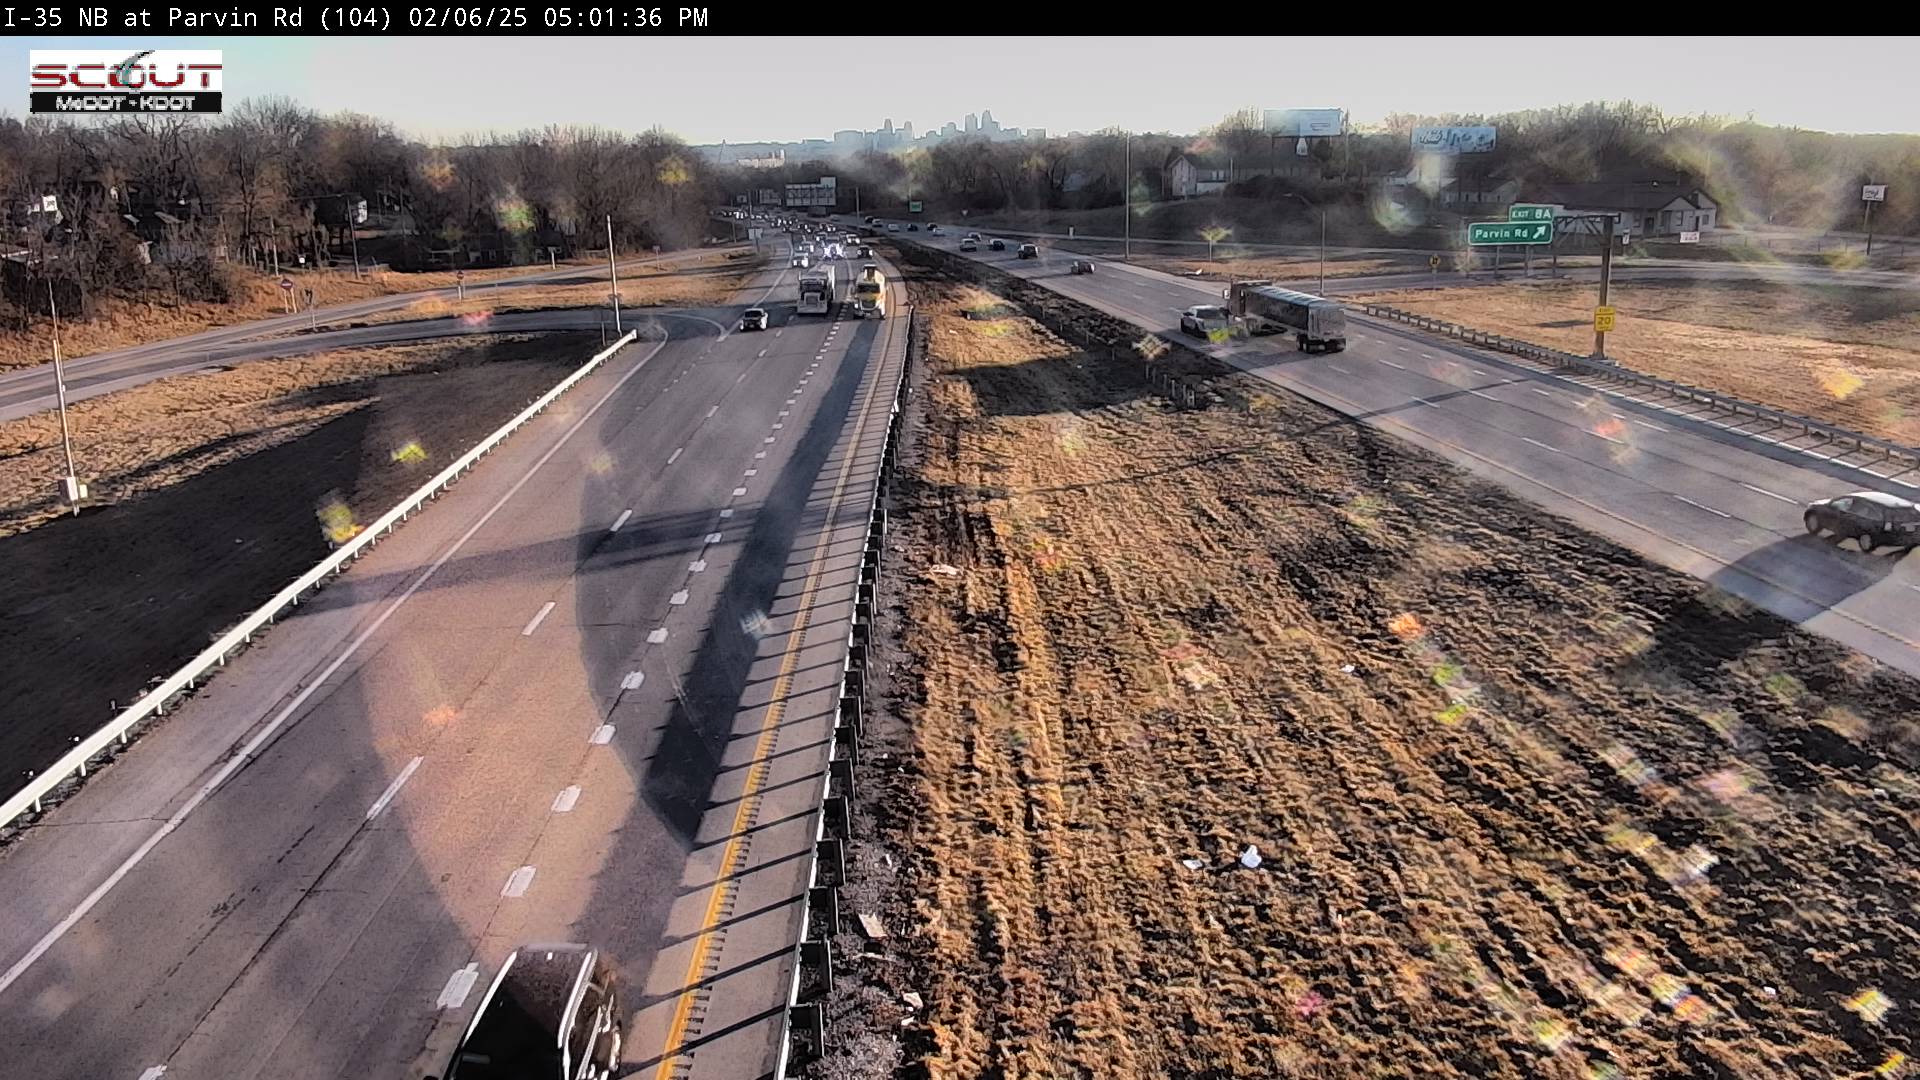 I-35 NB at Parvin Rd (104) 02/06/25 05:01:36 PM
SCOUT
MoDOT - KDOT
EXIT 8A
Parvin Rd
20